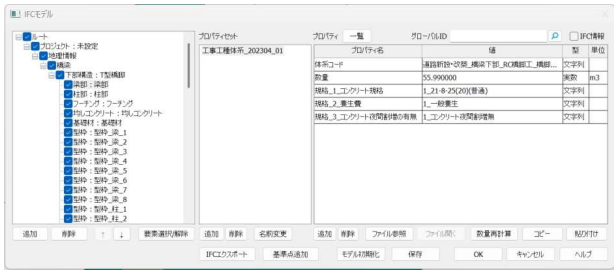 IFCモデル
ルート
プロジェクト：未設定
地理情報
橋梁
下部構造：T型橋脚
梁部：梁部
柱部：柱部
フーチング：フーチング
均しコンクリート：均しコンクリート
基礎材：基礎材
型枠：型枠_梁_1
型枠：型枠_梁_2
型枠：型枠_梁_3
型枠：型枠_梁_4
型枠：型枠_梁_5
型枠：型枠_梁_6
型枠：型枠_梁_7
型枠：型枠_梁_8
型枠：型枠_柱_1
型枠：型枠_柱_2
追加 削除 ↑ ↓ 要素選択/解除
プロパティセット
工事工種体系_202304_01
追加 削除 名前変更
プロパティ 一覧 グローバルID IFC情報
プロパティ名 値 型 単位
体系コード 道路新設・改築_橋梁下部_RC橋脚工_橋脚... 文字列
数量 55.990000 実数 m3
規格_1_コンクリート規格 1_21-8-25(20)(普通) 文字列
規格_2_養生費 1_一般養生 文字列
規格_3_コンクリート夜間割増の有無 1_コンクリート夜間割増無 文字列
追加 削除 ファイル参照 ファイル開く 数量再計算 コピー 貼り付け
IFCエクスポート 基準点追加 モデル初期化 保存 OK キャンセル ヘルプ